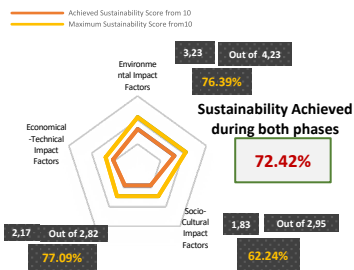 Achieved Sustainability Score from 10
Maximum Sustainability Score from10
3,23 Out of 4,23
76.39%
Environme
ntal Impact
Factors
Sustainability Achieved
during both phases
72.42%
Economical
-Technical
Impact
Factors
Socio-
Cultural
Impact
Factors
1,83 Out of 2,95
62.24%
2,17 Out of 2,82
77.09%